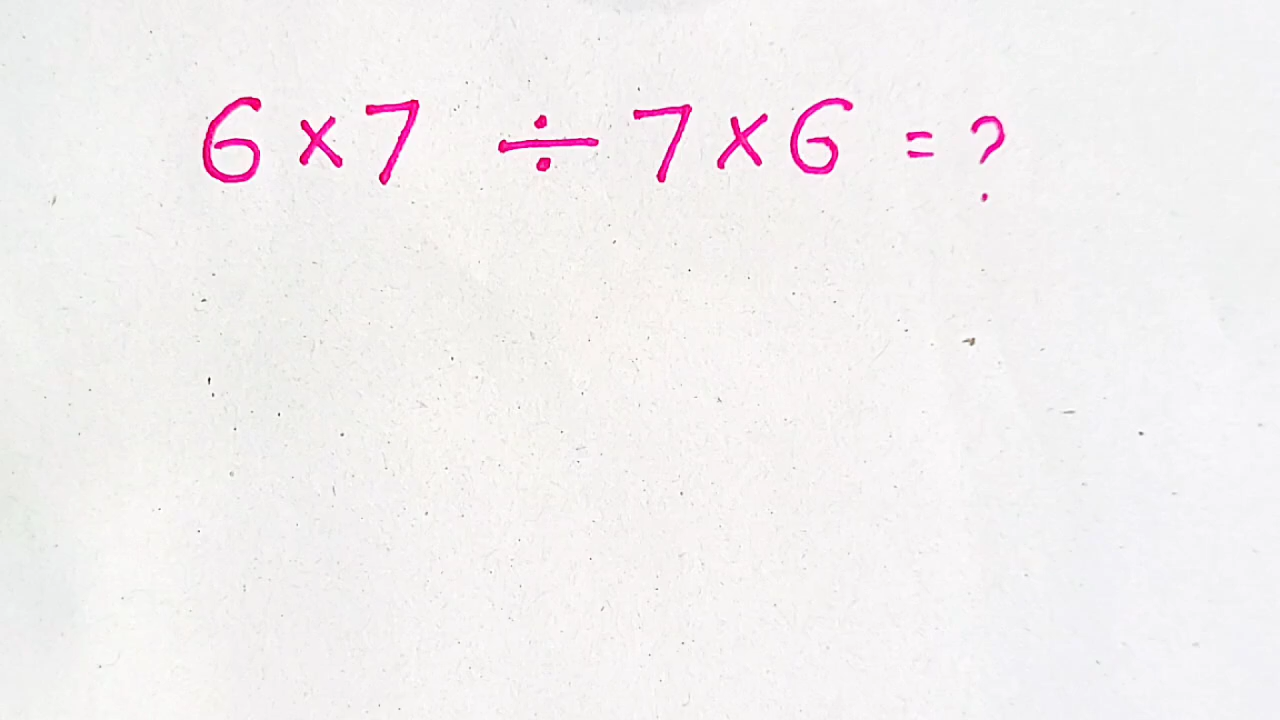 6 × 7 ÷ 7 × 6 = ?